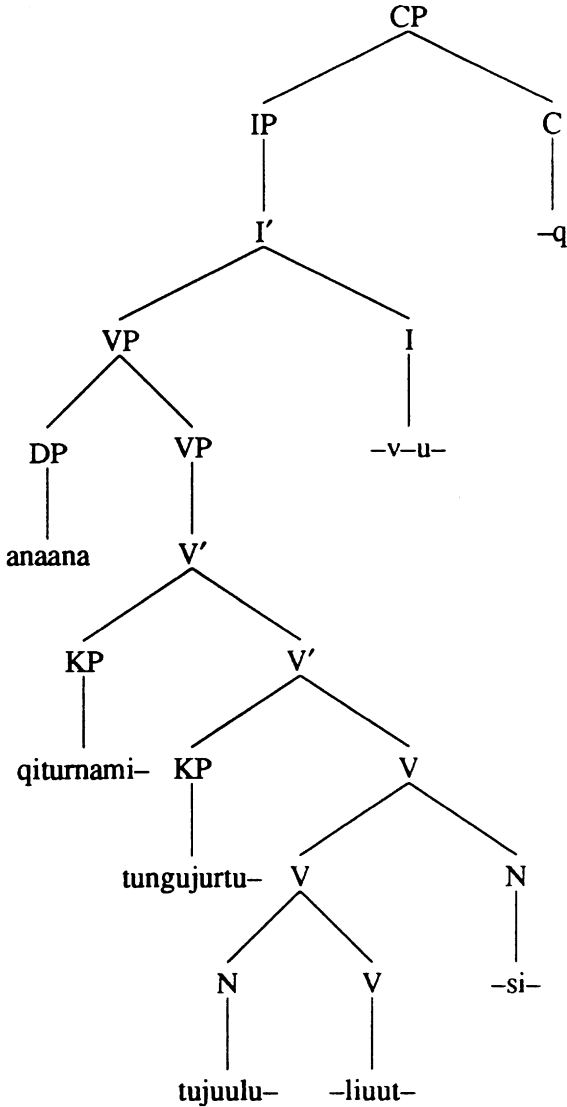 CP
IP C
I′ –q
VP I
DP VP –v–u–
anaana
V′
KP V′
qiturnami– KP V
tungujurtu– V N
N V –si–
tujuulu– –liuut–